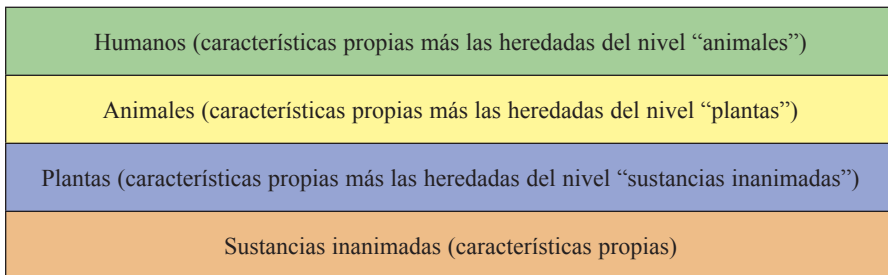 Humanos (características propias más las heredadas del nivel “animales”)
Animales (características propias más las heredadas del nivel “plantas”)
Plantas (características propias más las heredadas del nivel “sustancias inanimadas”)
Sustancias inanimadas (características propias)